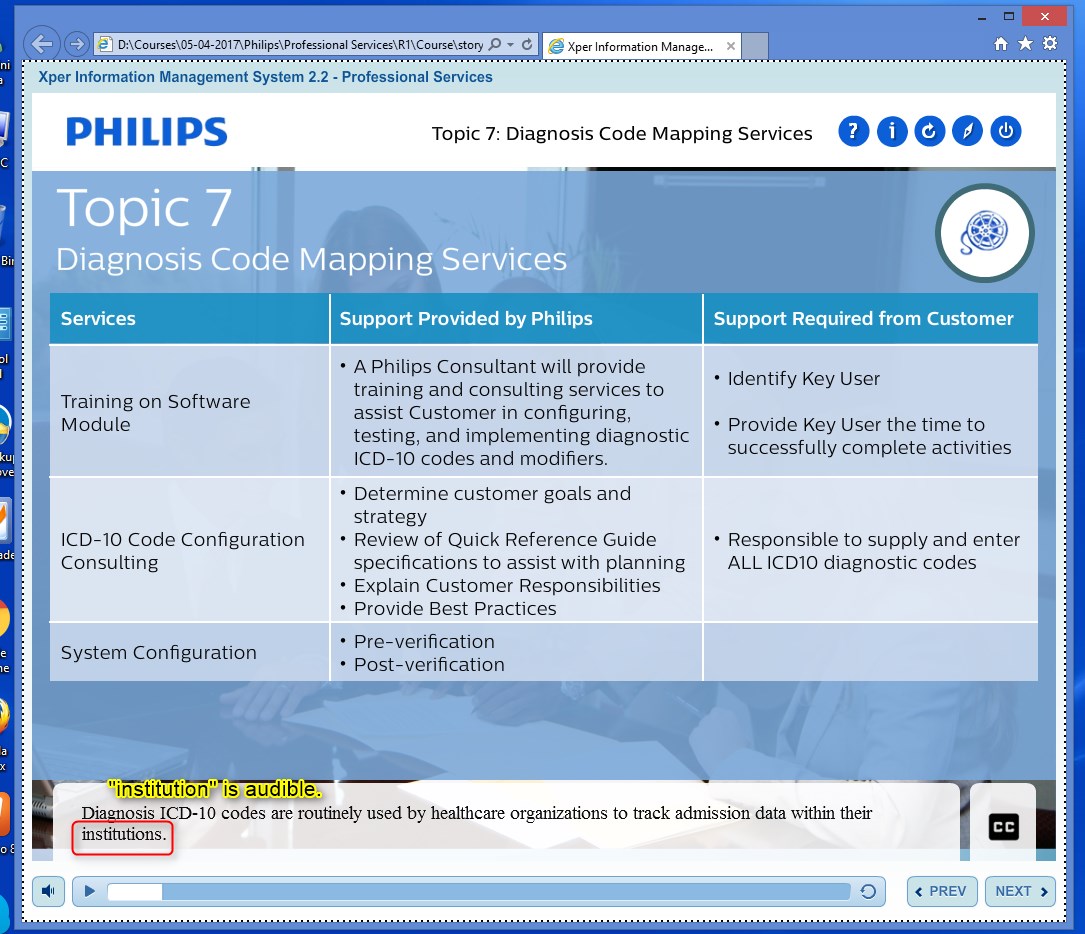 D:\Courses\05-04-2017\Philips\Professional Services\R1\Course\story
Xper Information Manage...
Xper Information Management System 2.2 - Professional Services
PHILIPS
Topic 7: Diagnosis Code Mapping Services
?
i
Topic 7
Diagnosis Code Mapping Services
Services
Support Provided by Philips
Support Required from Customer
Training on Software
Module
• A Philips Consultant will provide
training and consulting services to
assist Customer in configuring,
testing, and implementing diagnostic
ICD-10 codes and modifiers.
• Identify Key User
• Provide Key User the time to
successfully complete activities
ICD-10 Code Configuration
Consulting
• Determine customer goals and
strategy
• Review of Quick Reference Guide
specifications to assist with planning
• Explain Customer Responsibilities
• Provide Best Practices
• Responsible to supply and enter
ALL ICD10 diagnostic codes
System Configuration
• Pre-verification
• Post-verification
"institution" is audible.
Diagnosis ICD-10 codes are routinely used by healthcare organizations to track admission data within their
institutions.
CC
PREV
NEXT